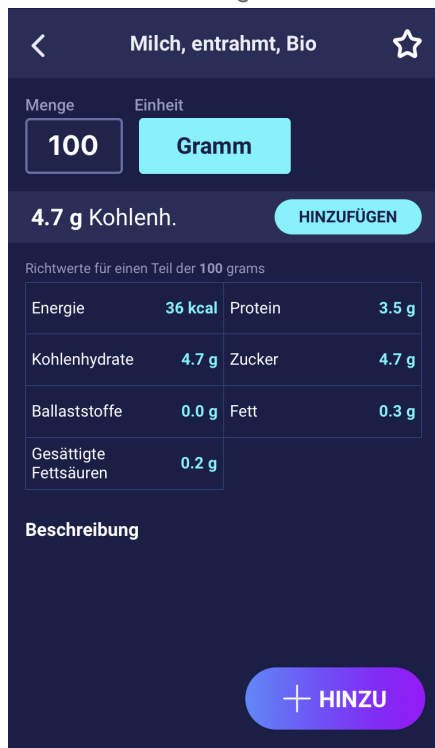 Milch, entrahmt, Bio
Menge Einheit
100 Gramm
4.7 g Kohlenh. HINZUFÜGEN
Richtwerte für einen Teil der 100 grams
Energie 36 kcal Protein 3.5 g
Kohlenhydrate 4.7 g Zucker 4.7 g
Ballaststoffe 0.0 g Fett 0.3 g
Gesättigte
Fettsäuren 0.2 g
Beschreibung
+ HINZU